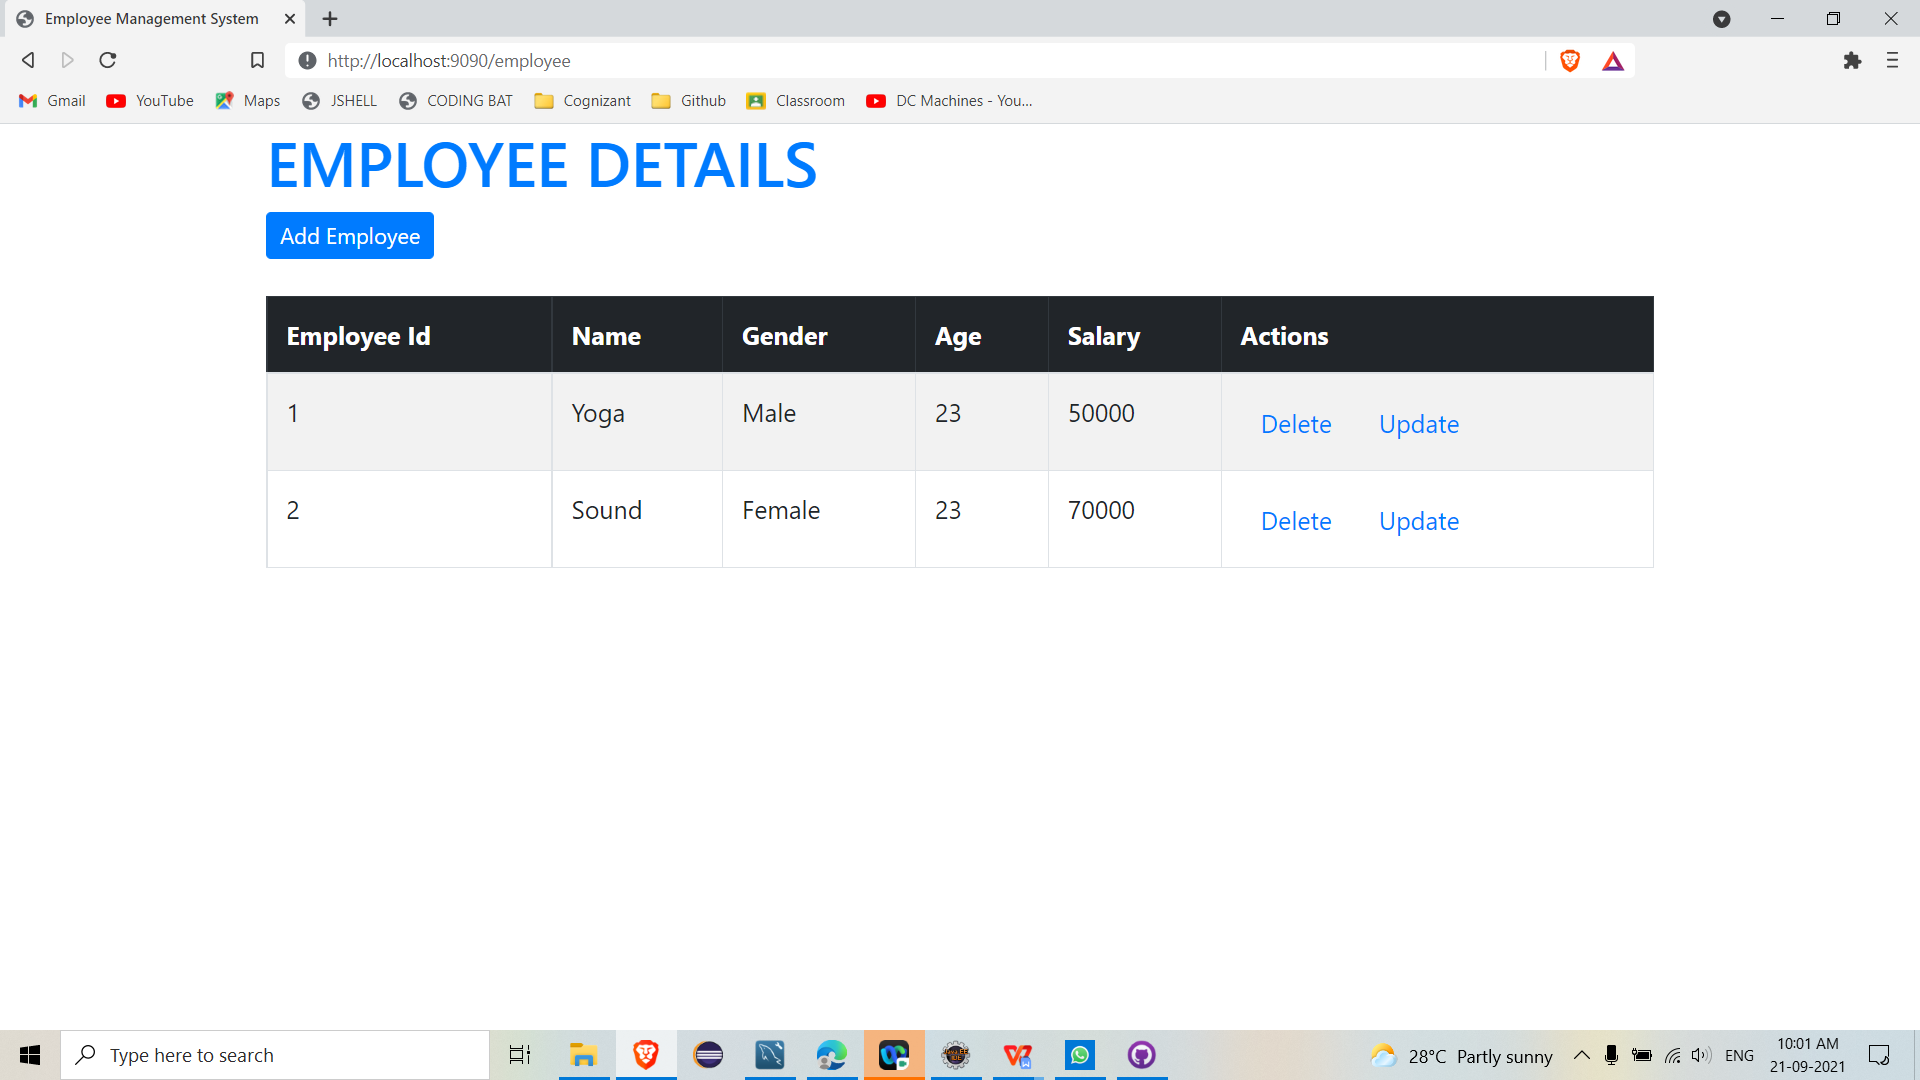 Employee Management System
http://localhost:9090/employee
Gmail YouTube Maps JSHELL CODING BAT Cognizant Github Classroom DC Machines - You...
EMPLOYEE DETAILS
Add Employee
Employee Id Name Gender Age Salary Actions
1 Yoga Male 23 50000 Delete Update
2 Sound Female 23 70000 Delete Update
Type here to search 28°C Partly sunny ENG 10:01 AM
21-09-2021